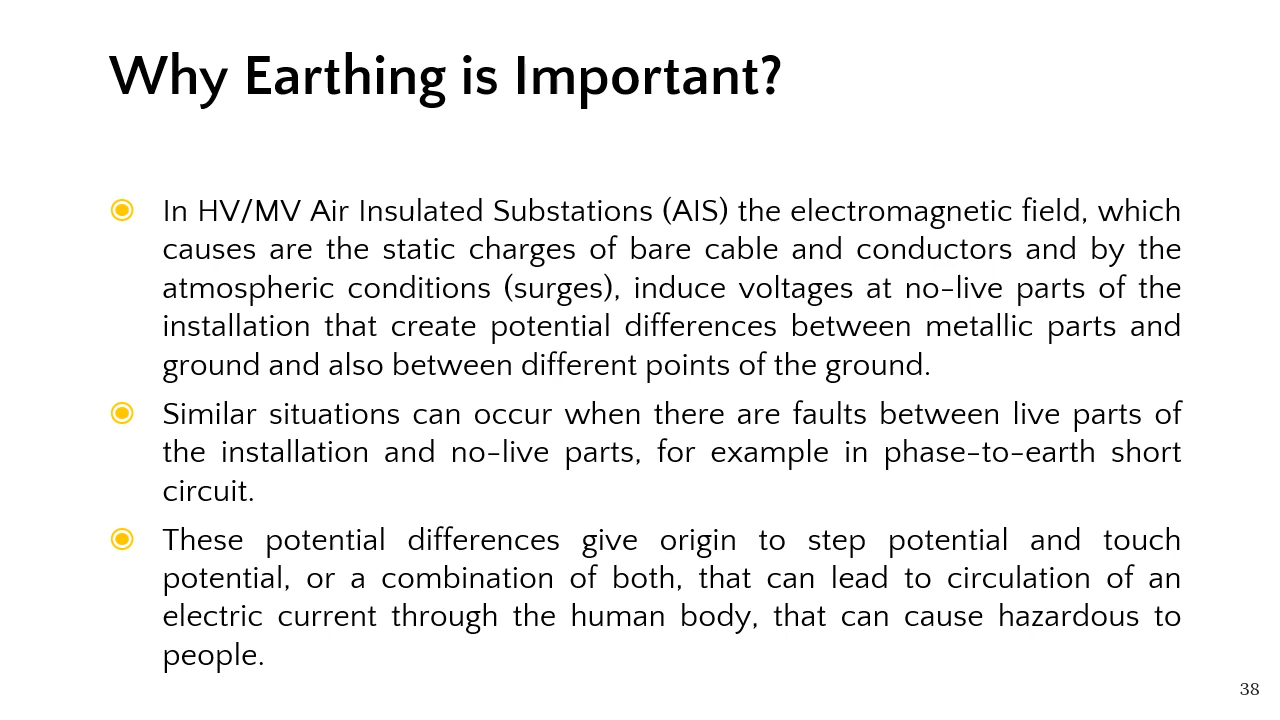 Why Earthing is Important?
In HV/MV Air Insulated Substations (AIS) the electromagnetic field, which
causes are the static charges of bare cable and conductors and by the
atmospheric conditions (surges), induce voltages at no-live parts of the
installation that create potential differences between metallic parts and
ground and also between different points of the ground.
Similar situations can occur when there are faults between live parts of
the installation and no-live parts, for example in phase-to-earth short
circuit.
These potential differences give origin to step potential and touch
potential, or a combination of both, that can lead to circulation of an
electric current through the human body, that can cause hazardous to
people.
38